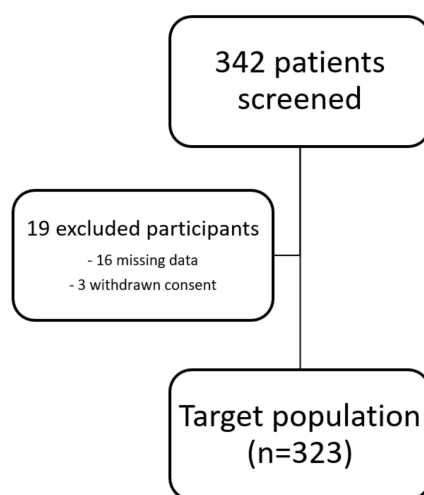 342 patients
screened
19 excluded participants
- 16 missing data
- 3 withdrawn consent
Target population
(n=323)